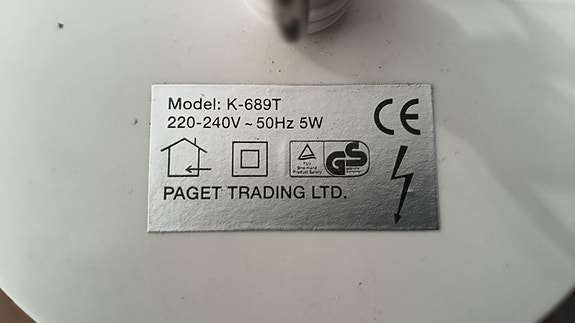 Model: K-689T
220-240V ~ 50Hz 5W
CE
GS
PAGET TRADING LTD.